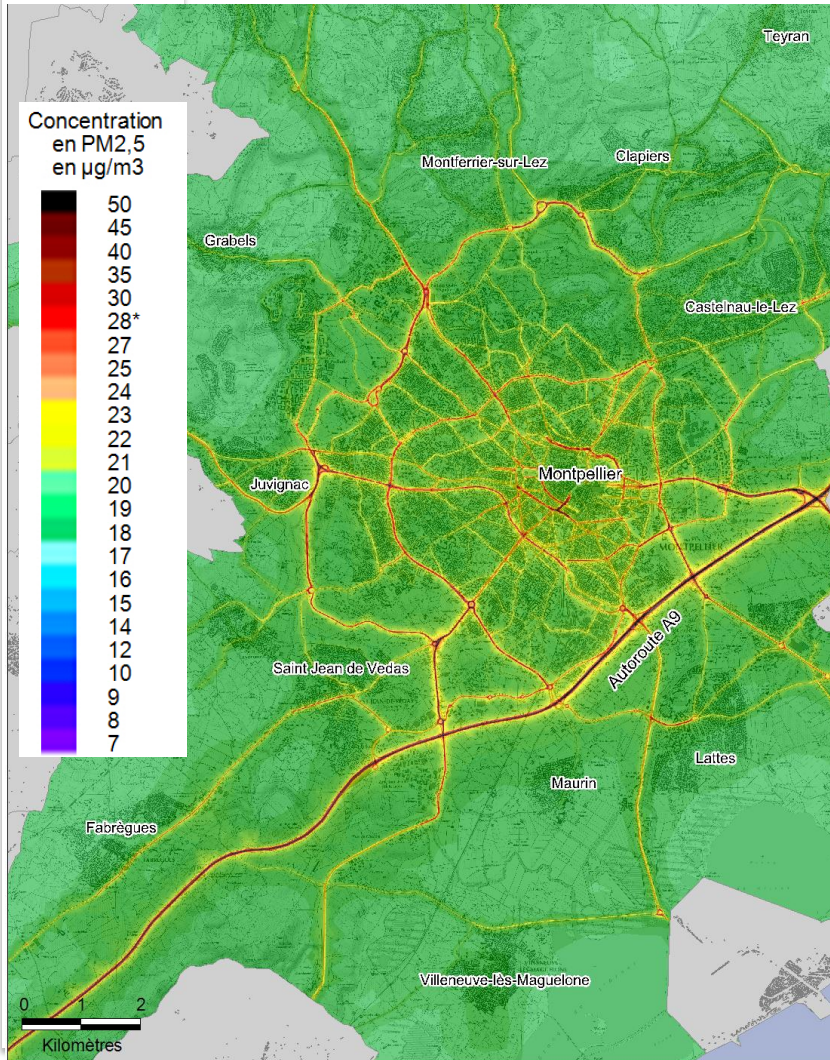 Teyran
Concentration
en PM2,5
en µg/m3
50
45
40
35
30
28*
27
25
24
23
22
21
20
19
18
17
16
15
14
12
10
9
8
7
Montferrier-sur-Lez
Clapiers
Grabels
Castelnau-le-Lez
Montpellier
Juvignac
MONTPELLIER
Autoroute A9
Saint Jean de Vedas
Lattes
Maurin
Fabrègues
Villeneuve-lès-Maguelone
0 1 2
Kilomètres